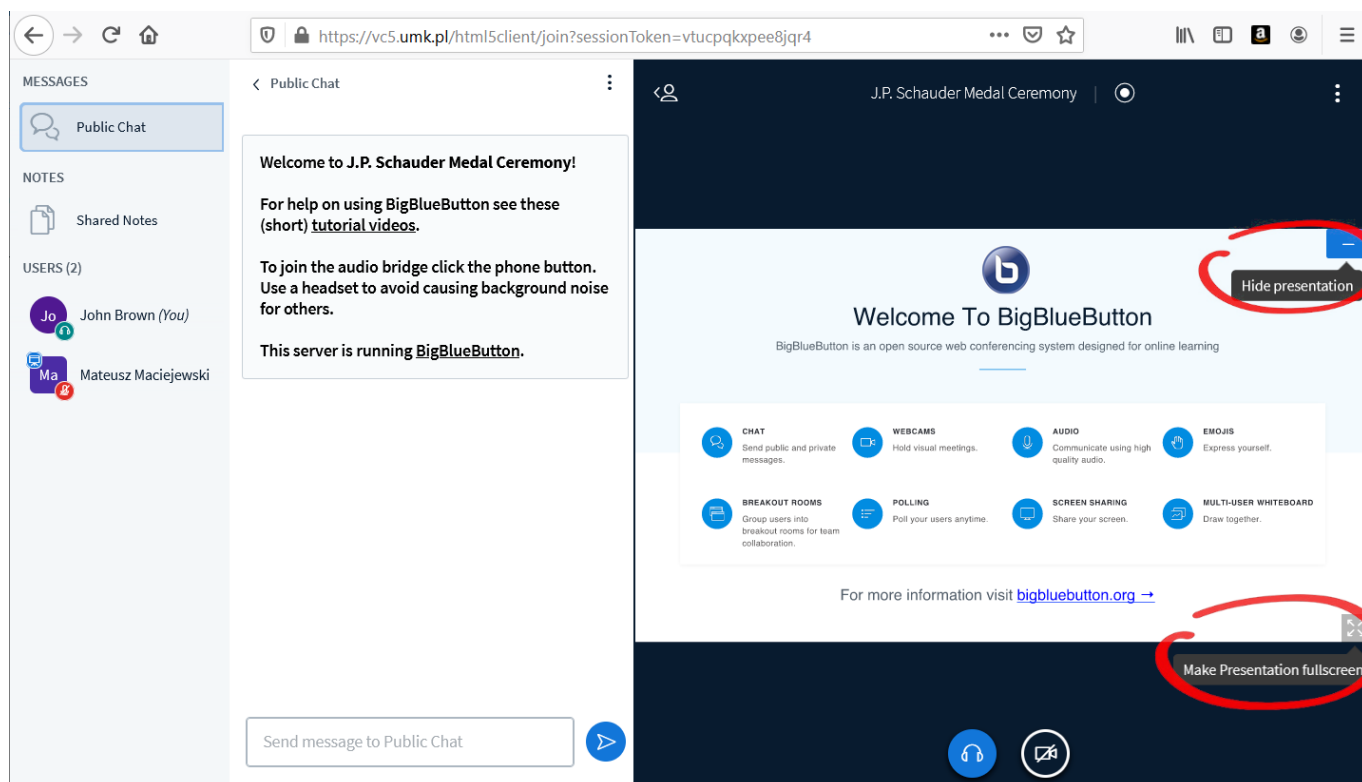 https://vc5.umk.pl/html5client/join?sessionToken=vtucpqkxpee8jqr4
MESSAGES
Public Chat
NOTES
Shared Notes
USERS (2)
Jo
John Brown (You)
Ma
Mateusz Maciejewski
Public Chat
Welcome to J.P. Schauder Medal Ceremony!
For help on using BigBlueButton see these
(short) tutorial videos.
To join the audio bridge click the phone button.
Use a headset to avoid causing background noise
for others.
This server is running BigBlueButton.
Send message to Public Chat
J.P. Schauder Medal Ceremony
b
Hide presentation
Welcome To BigBlueButton
BigBlueButton is an open source web conferencing system designed for online learning
CHAT
Send public and private
messages.
WEBCAMS
Hold visual meetings.
AUDIO
Communicate using high
quality audio.
EMOJIS
Express yourself.
BREAKOUT ROOMS
Group users into
breakout rooms for team
collaboration.
POLLING
Poll your users anytime.
SCREEN SHARING
Share your screen.
MULTI-USER WHITEBOARD
Draw together.
For more information visit bigbluebutton.org →
Make Presentation fullscreen